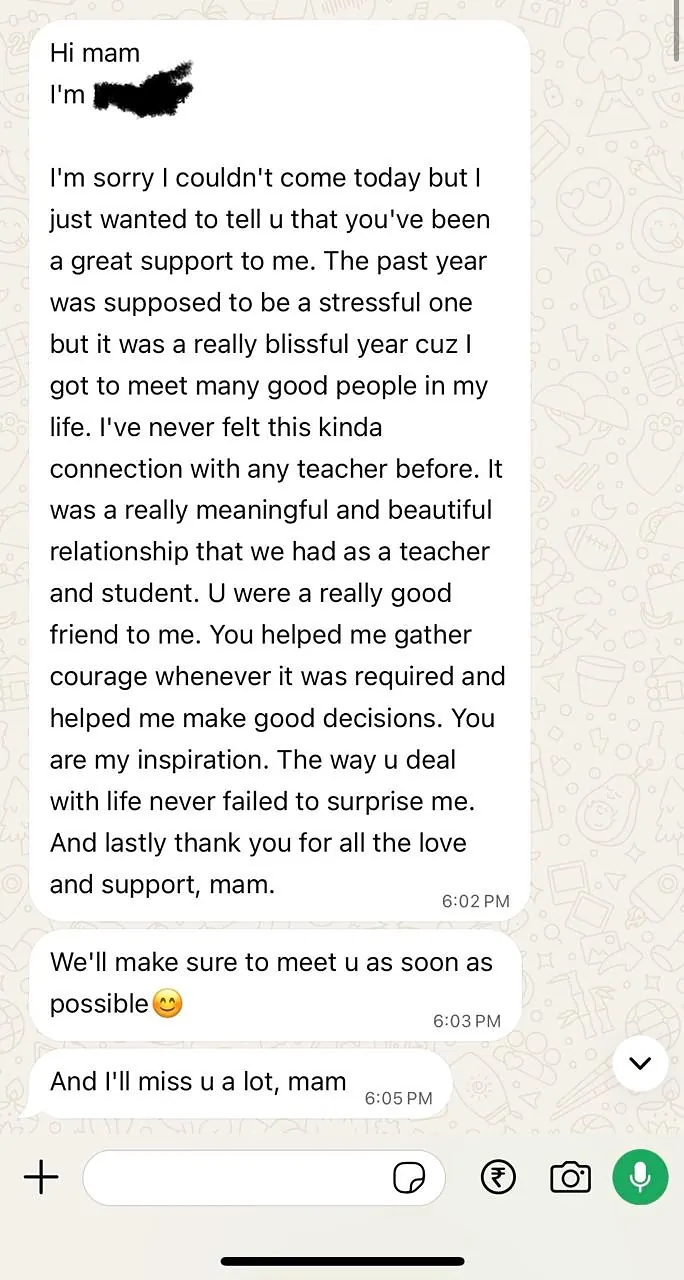 Hi mam
I'm
I'm sorry I couldn't come today but I
just wanted to tell u that you've been
a great support to me. The past year
was supposed to be a stressful one
but it was a really blissful year cuz I
got to meet many good people in my
life. I've never felt this kinda
connection with any teacher before. It
was a really meaningful and beautiful
relationship that we had as a teacher
and student. U were a really good
friend to me. You helped me gather
courage whenever it was required and
helped me make good decisions. You
are my inspiration. The way u deal
with life never failed to surprise me.
And lastly thank you for all the love
and support, mam.
6:02 PM
We'll make sure to meet u as soon as
possible😊
6:03 PM
And I'll miss u a lot, mam
6:05 PM
₹